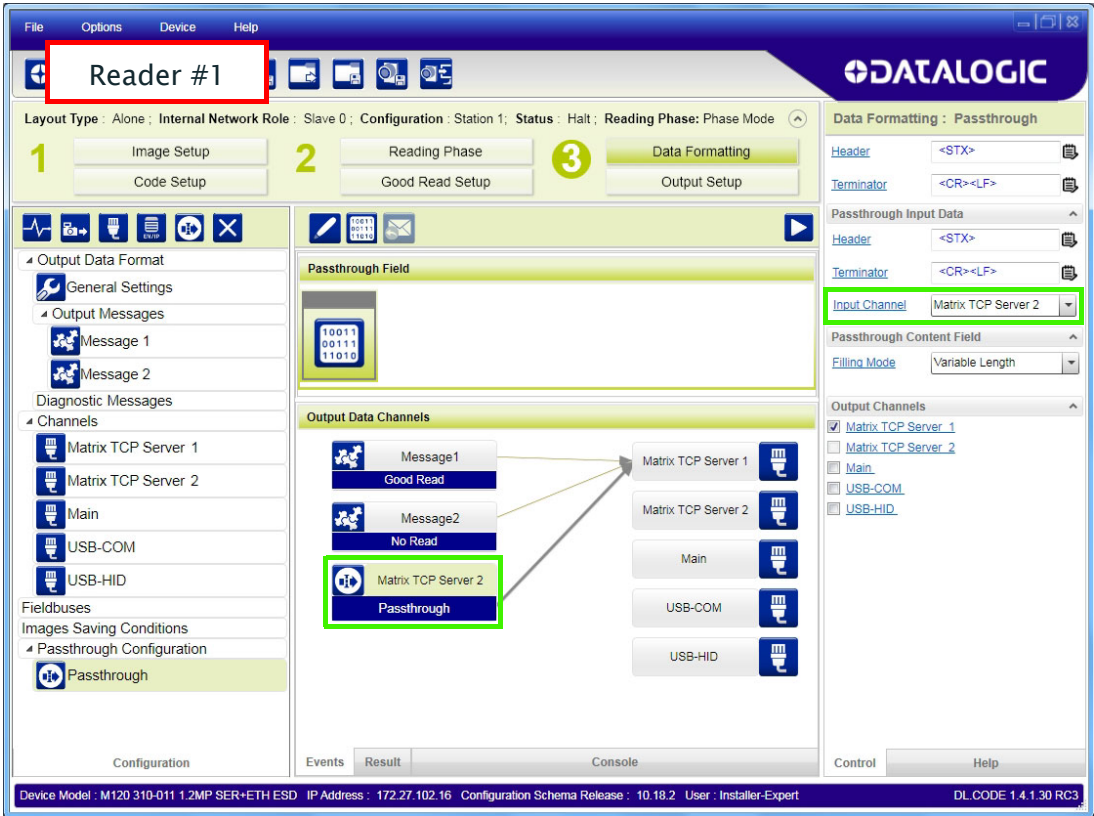 File Options Device Help
Reader #1
DATALOGIC
Layout Type : Alone ; Internal Network Role : Slave 0 ; Configuration : Station 1; Status : Halt ; Reading Phase: Phase Mode
1 Image Setup 2 Reading Phase 3 Data Formatting
Code Setup Good Read Setup Output Setup
EN/IP
Output Data Format
General Settings
Output Messages
Message 1
Message 2
Diagnostic Messages
Channels
Matrix TCP Server 1
Matrix TCP Server 2
Main
USB-COM
USB-HID
Fieldbuses
Images Saving Conditions
Passthrough Configuration
Passthrough
Configuration
10011
00111
11010
Passthrough Field
10011
00111
11010
Output Data Channels
Message1
Good Read
Message2
No Read
Matrix TCP Server 2
Passthrough
Matrix TCP Server 1
Matrix TCP Server 2
Main
USB-COM
USB-HID
Events Result Console
Data Formatting : Passthrough
Header <STX>
Terminator <CR><LF>
Passthrough Input Data
Header <STX>
Terminator <CR><LF>
Input Channel Matrix TCP Server 2
Passthrough Content Field
Filling Mode Variable Length
Output Channels
Matrix TCP Server 1
Matrix TCP Server 2
Main
USB-COM
USB-HID
Control Help
Device Model : M120 310-011 1.2MP SER+ETH ESD IP Address : 172.27.102.16 Configuration Schema Release : 10.18.2 User : Installer-Expert DL.CODE 1.4.1.30 RC3